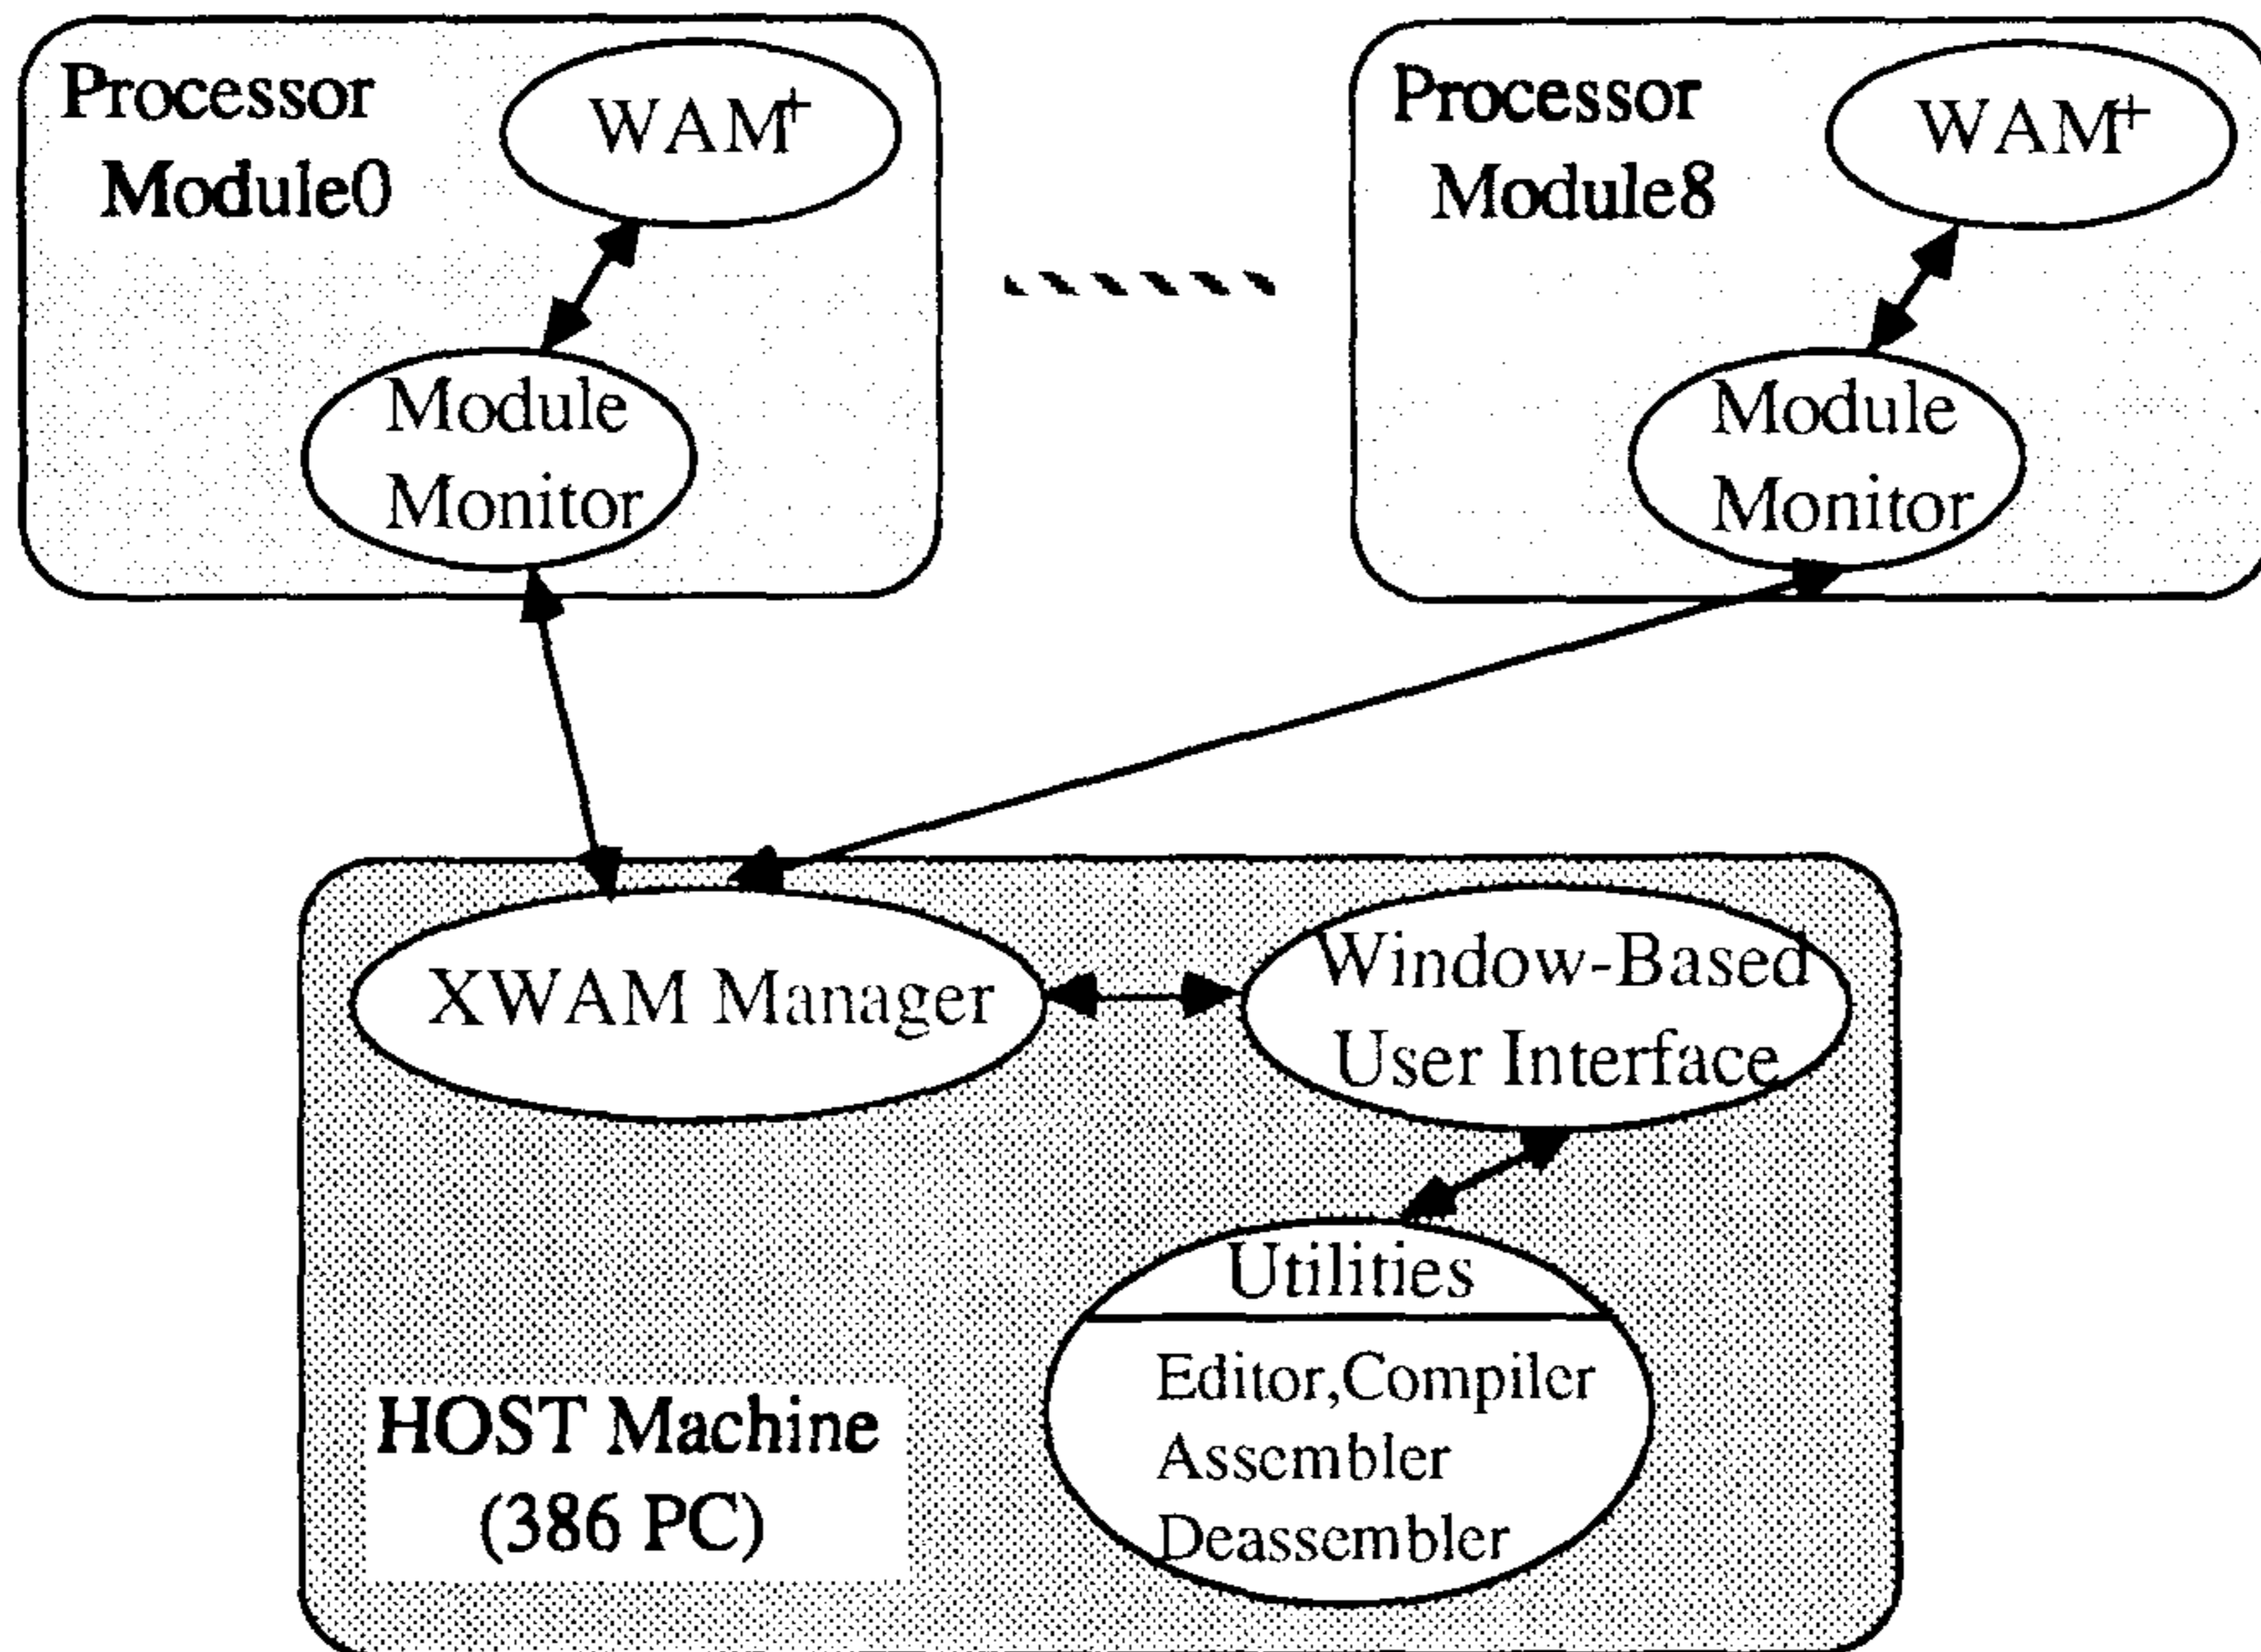 Processor
Module0
WAM+
Module
Monitor
Processor
Module8
WAM+
Module
Monitor
XWAM Manager
Window-Based
User Interface
Utilities
Editor,Compiler
Assembler
Deassembler
HOST Machine
(386 PC)